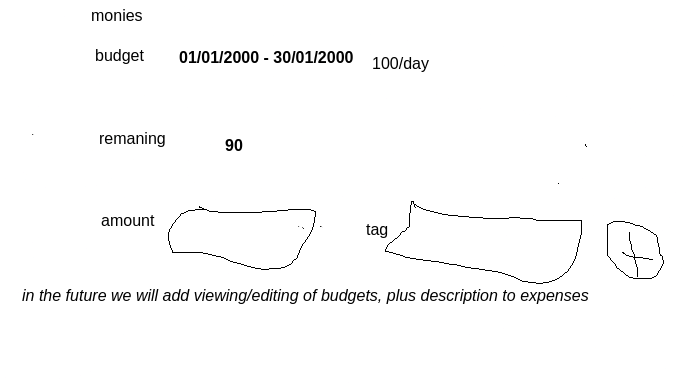 monies
budget 01/01/2000 - 30/01/2000 100/day
remaning 90
amount tag +
in the future we will add viewing/editing of budgets, plus description to expenses